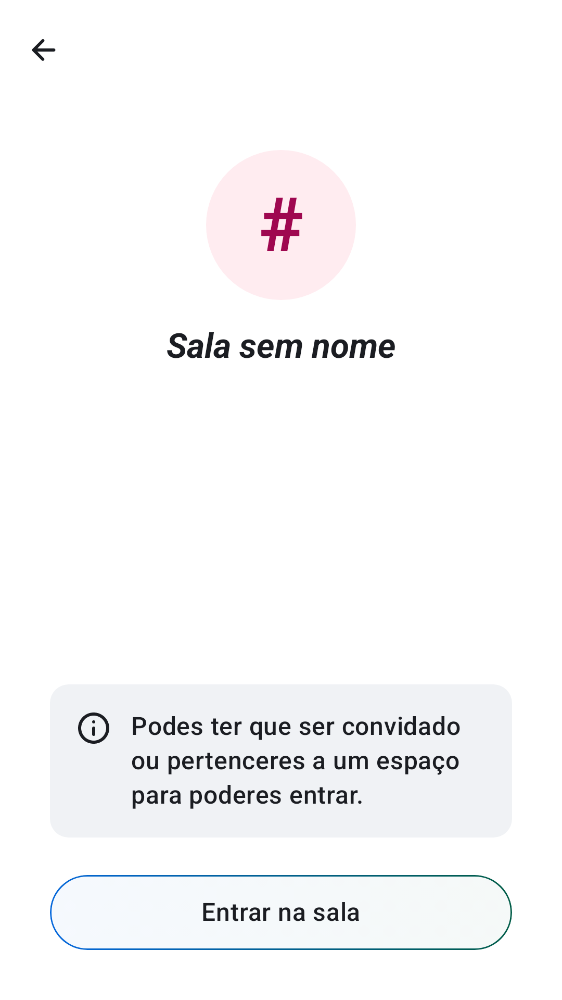 #
Sala sem nome
Podes ter que ser convidado
ou pertenceres a um espaço
para poderes entrar.
Entrar na sala